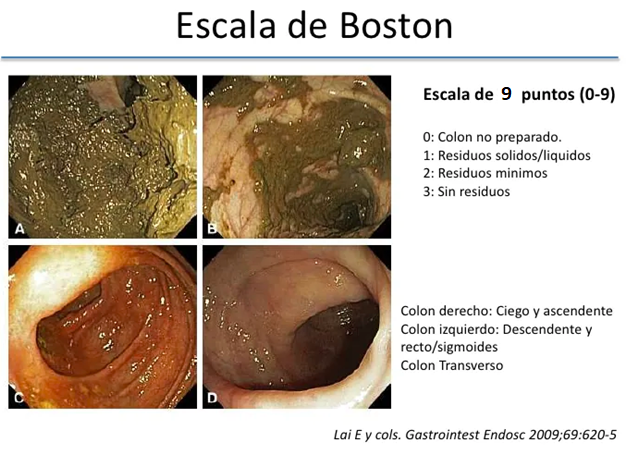 Escala de Boston
A
B
C
D
Escala de 9 puntos (0-9)
0: Colon no preparado.
1: Residuos solidos/liquidos
2: Residuos minimos
3: Sin residuos
Colon derecho: Ciego y ascendente
Colon izquierdo: Descendente y
recto/sigmoides
Colon Transverso
Lai E y cols. Gastrointest Endosc 2009;69:620-5